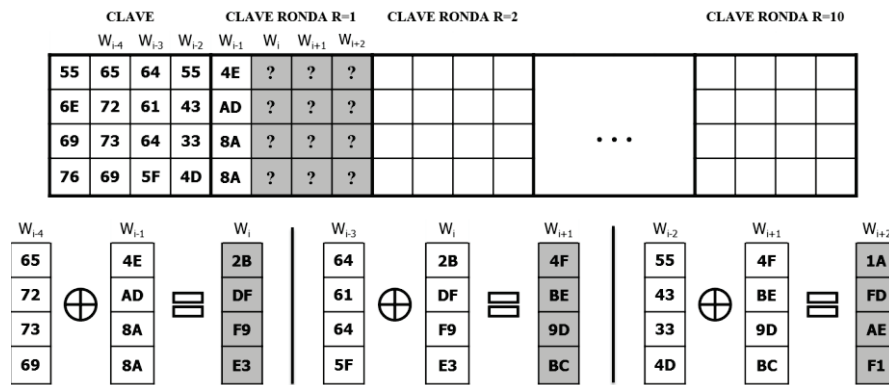 CLAVE CLAVE RONDA R=1 CLAVE RONDA R=2 CLAVE RONDA R=10
Wi-4 Wi-3 Wi-2 Wi-1 Wi Wi+1 Wi+2
55 65 64 55 4E ? ? ?
6E 72 61 43 AD ? ? ?
69 73 64 33 8A ? ? ?
76 69 5F 4D 8A ? ? ?
...
Wi-4 Wi-1 Wi Wi-3 Wi Wi+1 Wi-2 Wi+1 Wi+2
65 4E 2B 64 2B 4F 55 4F 1A
72 AD DF 61 DF BE 43 BE FD
73 8A F9 64 F9 9D 33 9D AE
69 8A E3 5F E3 BC 4D BC F1